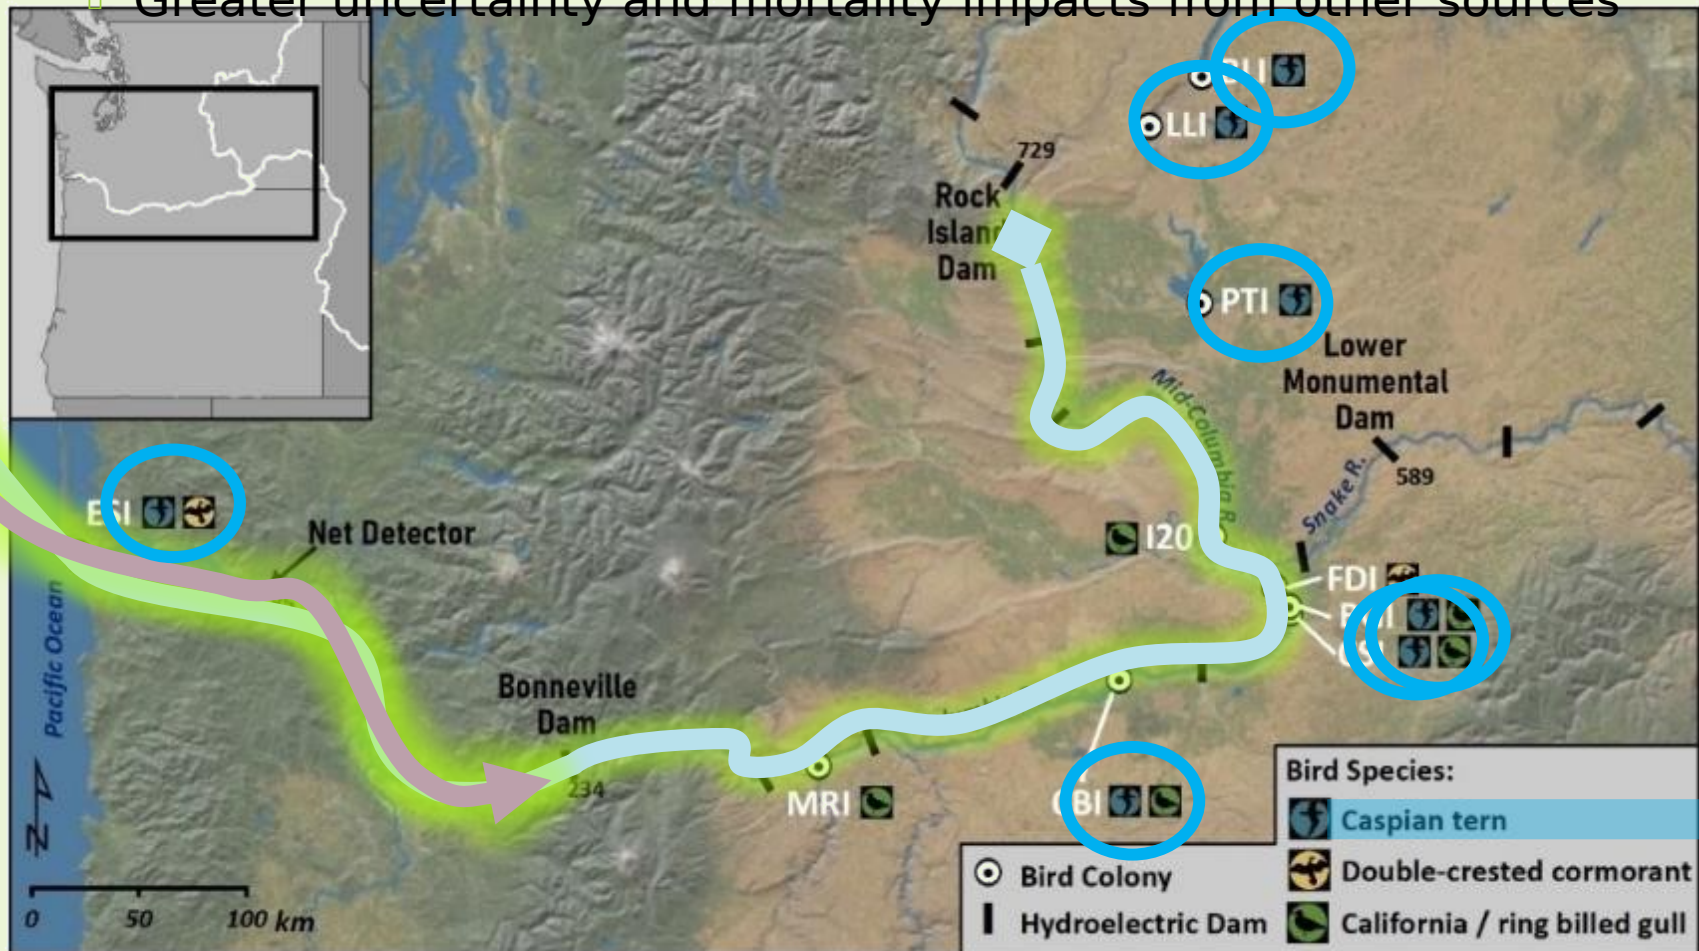 Greater uncertainty and mortality impacts from other sources
LLI
729
Rock
Island
Dam
PTI
Lower
Monumental
Dam
Mid-Columbia R.
589
Snake R.
ESI
Net Detector
I20
FDI
Pacific Ocean
Bonneville
Dam
234
MRI
CBI
N
0 50 100 km
Bird Species:
Caspian tern
Double-crested cormorant
California / ring billed gull
Bird Colony
Hydroelectric Dam